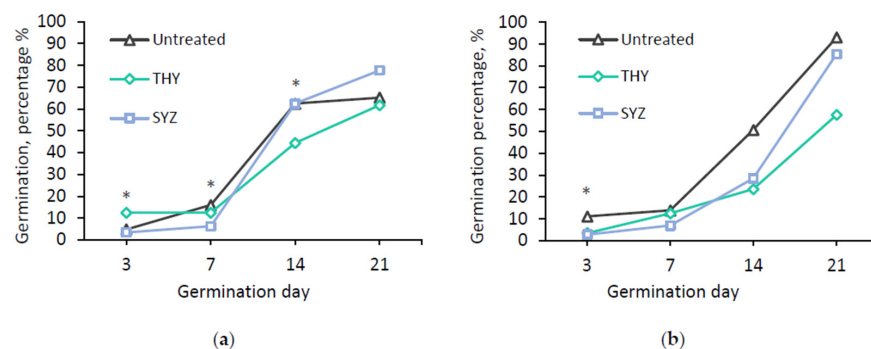 100
90
80
70
60
50
40
30
20
10
0
Germination, percentage %
Untreated
THY
SYZ
*
*
*
3 7 14 21
Germination day
(a)
100
90
80
70
60
50
40
30
20
10
0
Germination percentage, %
Untreated
THY
SYZ
*
3 7 14 21
Germination day
(b)